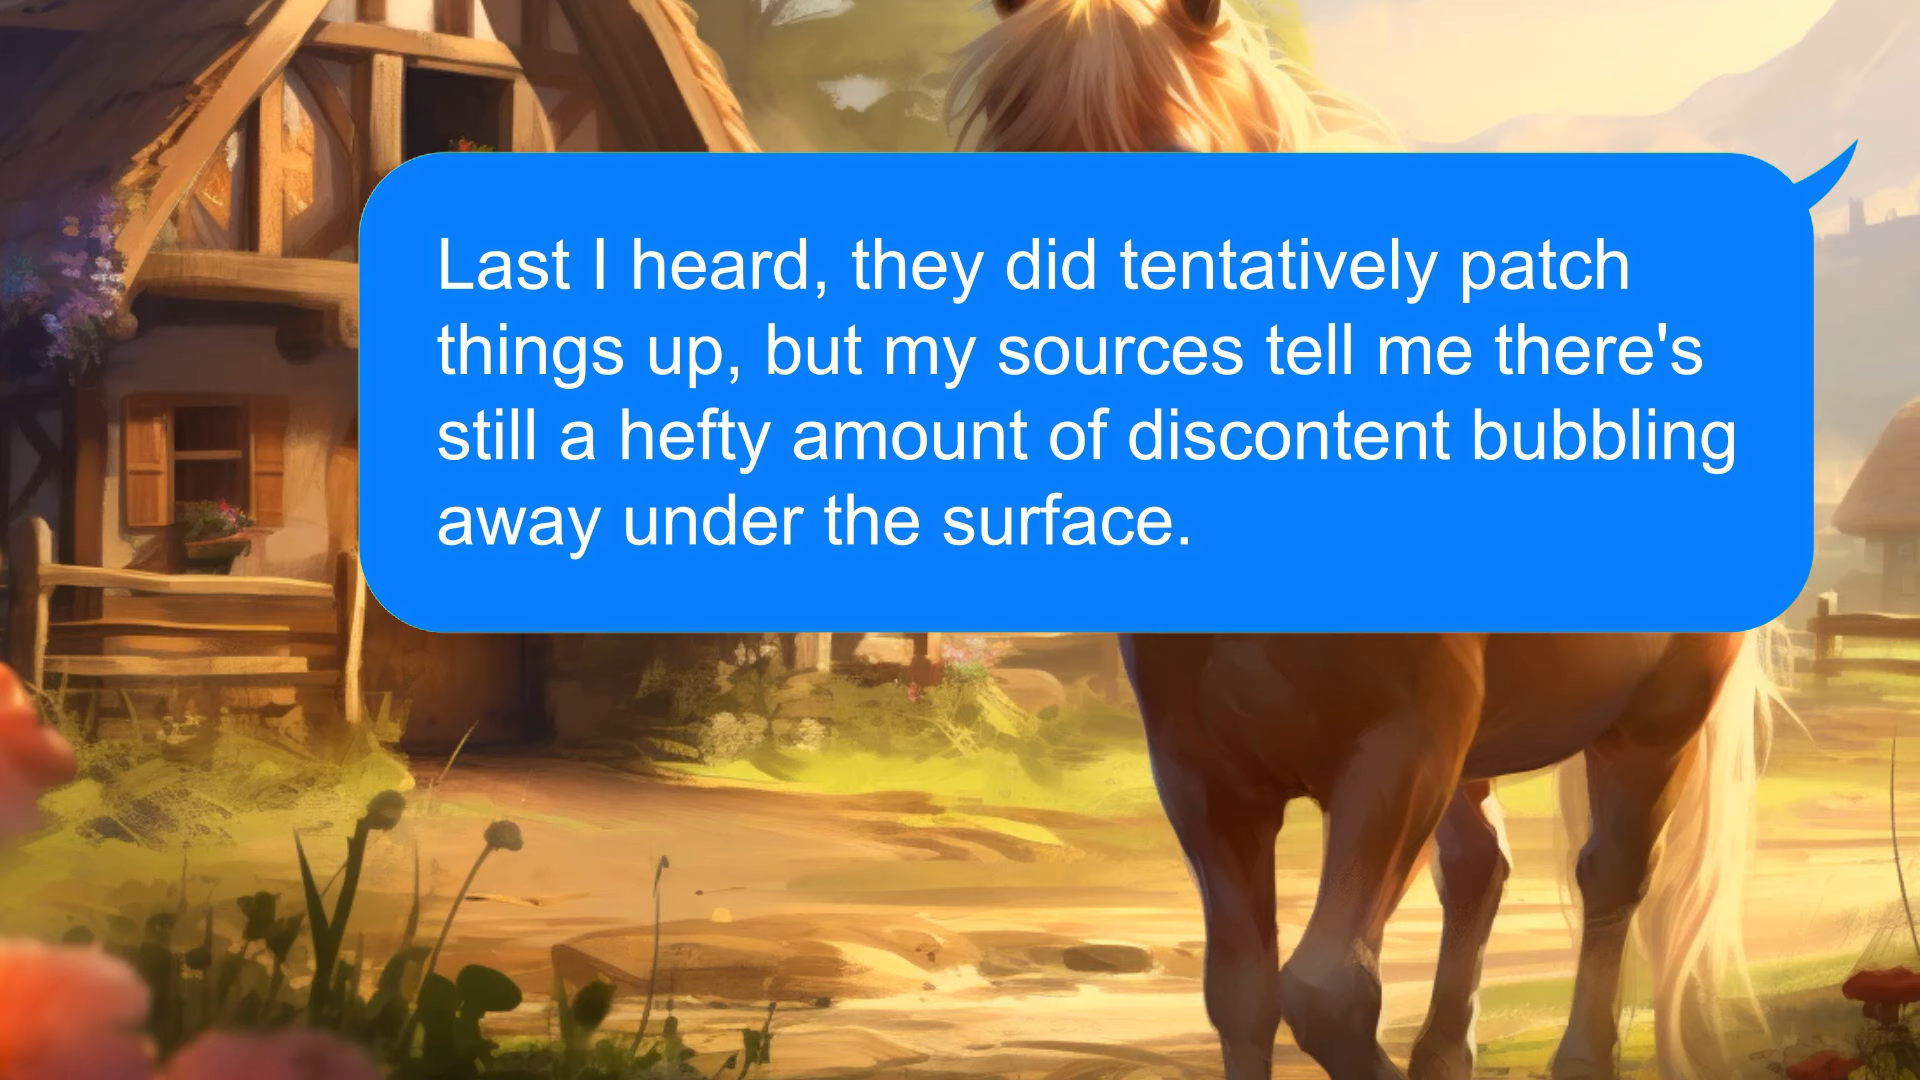 Last I heard, they did tentatively patch
things up, but my sources tell me there's
still a hefty amount of discontent bubbling
away under the surface.